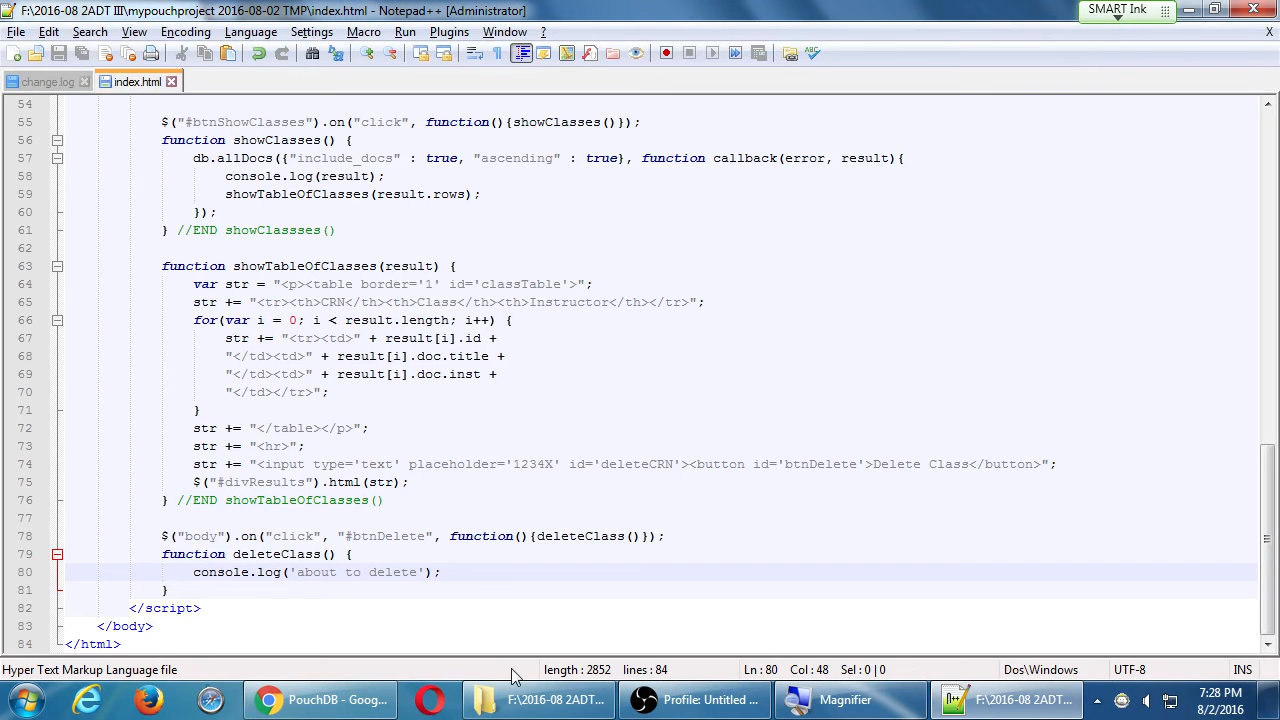 F:\2016-08 2ADT III\mypouchproject 2016-08-02 TMP\index.html - Notepad++ [Administrator]
SMART Ink
File Edit Search View Encoding Language Settings Macro Run Plugins Window ? X
change.log index.html
54
55 $("#btnShowClasses").on("click", function(){showClasses()});
56 function showClasses() {
57 db.allDocs({"include_docs" : true, "ascending" : true}, function callback(error, result){
58 console.log(result);
59 showTableOfClasses(result.rows);
60 });
61 } //END showClassses()
62
63 function showTableOfClasses(result) {
64 var str = "<p><table border='1' id='classTable'>";
65 str += "<tr><th>CRN</th><th>Class</th><th>Instructor</th></tr>";
66 for(var i = 0; i < result.length; i++) {
67 str += "<tr><td>" + result[i].id +
68 "</td><td>" + result[i].doc.title +
69 "</td><td>" + result[i].doc.inst +
70 "</td></tr>";
71 }
72 str += "</table></p>";
73 str += "<hr>";
74 str += "<input type='text' placeholder='1234X' id='deleteCRN'><button id='btnDelete'>Delete Class</button>";
75 $("#divResults").html(str);
76 } //END showTableOfClasses()
77
78 $("body").on("click", "#btnDelete", function(){deleteClass()});
79 function deleteClass() {
80 console.log('about to delete');
81 }
82 </script>
83 </body>
84 </html>
Hyper Text Markup Language file length : 2852 lines : 84 Ln : 80 Col : 48 Sel : 0 | 0 Dos\Windows UTF-8 INS
PouchDB - Goog... F:\2016-08 2ADT... Profile: Untitled ... Magnifier F:\2016-08 2ADT... 7:28 PM
8/2/2016